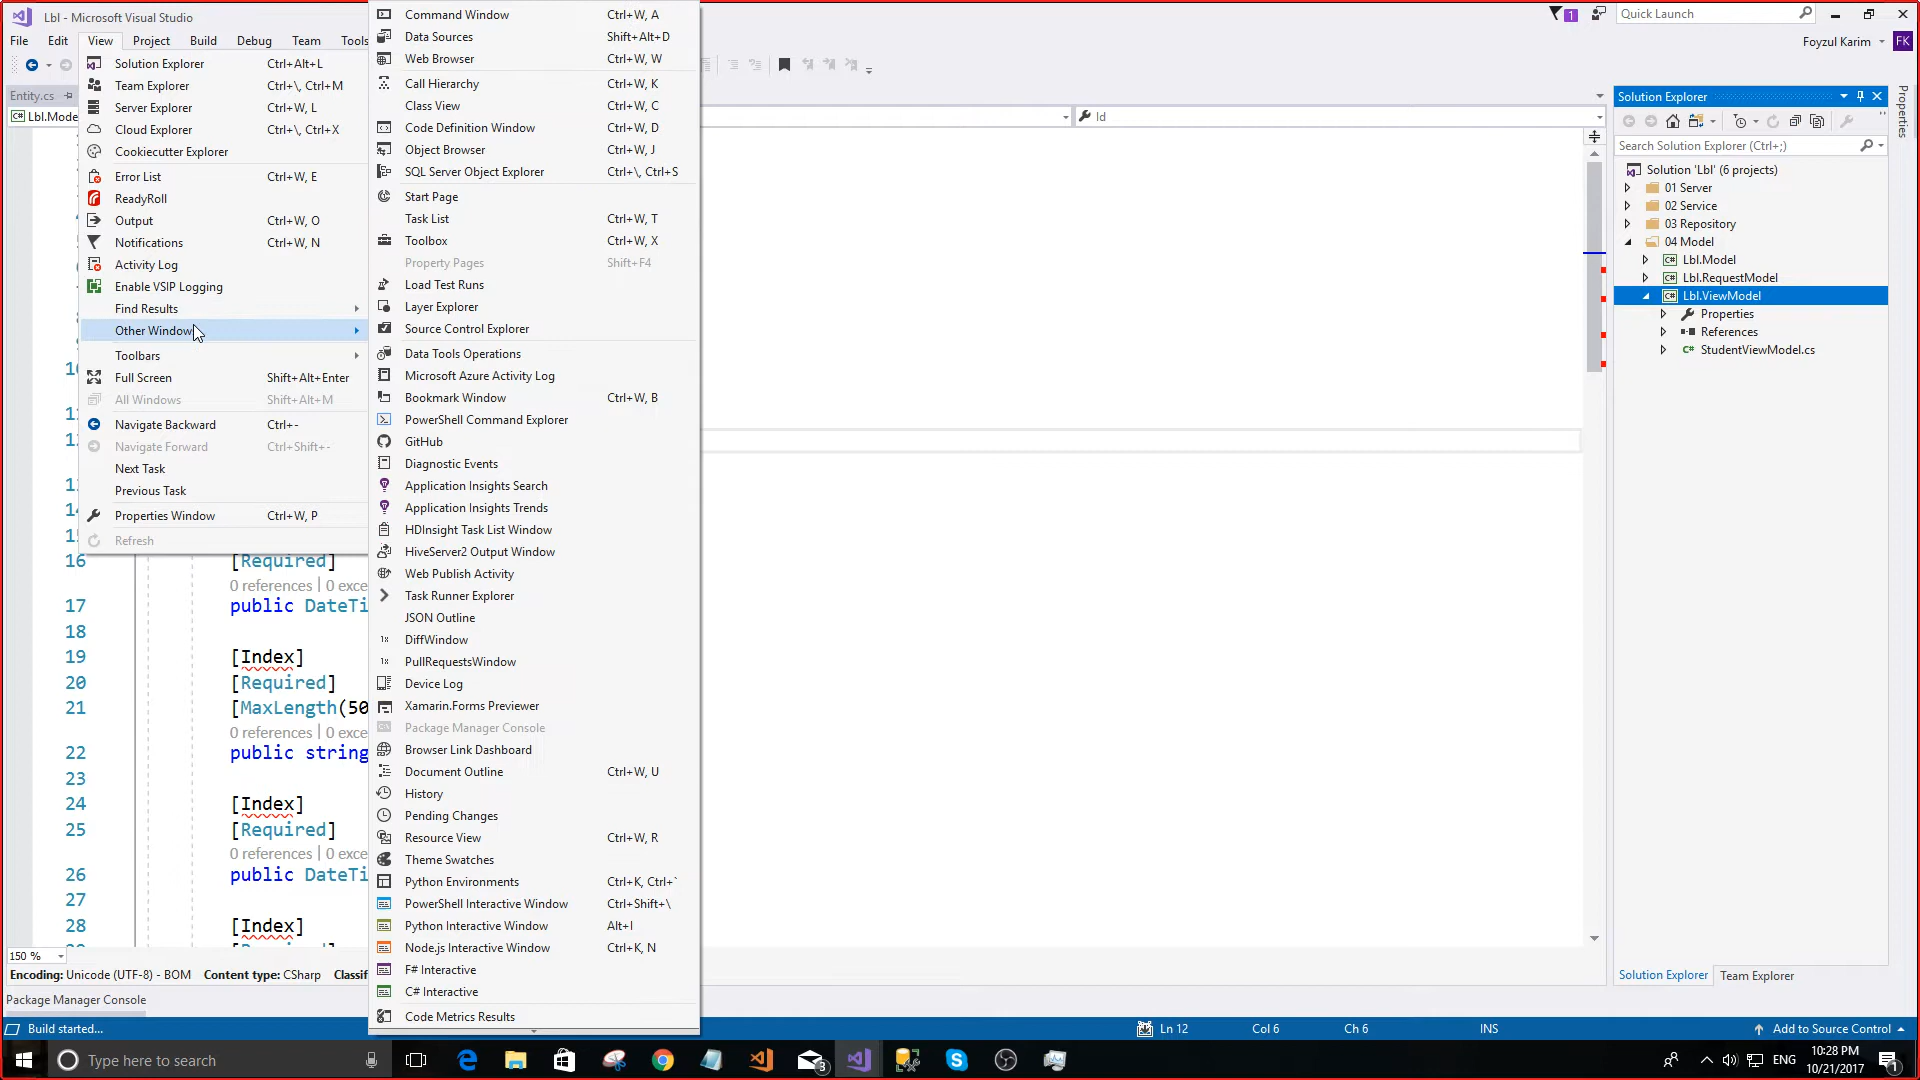 Lbl - Microsoft Visual Studio
1
Quick Launch
File Edit View Project Build Debug Team Tools
Foyzul Karim FK
Solution Explorer Ctrl+Alt+L
Team Explorer Ctrl+\, Ctrl+M
Server Explorer Ctrl+W, L
Cloud Explorer Ctrl+\, Ctrl+X
Cookiecutter Explorer
Error List Ctrl+W, E
ReadyRoll
Output Ctrl+W, O
Notifications Ctrl+W, N
Activity Log
Enable VSIP Logging
Find Results
Other Window
Toolbars
Full Screen Shift+Alt+Enter
All Windows Shift+Alt+M
Navigate Backward Ctrl+-
Navigate Forward Ctrl+Shift+-
Next Task
Previous Task
Properties Window Ctrl+W, P
Refresh
Command Window Ctrl+W, A
Data Sources Shift+Alt+D
Web Browser Ctrl+W, W
Call Hierarchy Ctrl+W, K
Class View Ctrl+W, C
Code Definition Window Ctrl+W, D
Object Browser Ctrl+W, J
SQL Server Object Explorer Ctrl+\, Ctrl+S
Start Page
Task List Ctrl+W, T
Toolbox Ctrl+W, X
Property Pages Shift+F4
Load Test Runs
Layer Explorer
Source Control Explorer
Data Tools Operations
Microsoft Azure Activity Log
Bookmark Window Ctrl+W, B
PowerShell Command Explorer
GitHub
Diagnostic Events
Application Insights Search
Application Insights Trends
HDInsight Task List Window
HiveServer2 Output Window
Web Publish Activity
Task Runner Explorer
JSON Outline
DiffWindow
PullRequestsWindow
Device Log
Xamarin.Forms Previewer
Package Manager Console
Browser Link Dashboard
Document Outline Ctrl+W, U
History
Pending Changes
Resource View Ctrl+W, R
Theme Swatches
Python Environments Ctrl+K, Ctrl+`
PowerShell Interactive Window Ctrl+Shift+\
Python Interactive Window Alt+I
Node.js Interactive Window Ctrl+K, N
F# Interactive
C# Interactive
Code Metrics Results
Entity.cs
Lbl.Mode
Id
16 [Required]
0 references | 0 exce
17 public DateTi
18
19 [Index]
20 [Required]
21 [MaxLength(50
0 references | 0 exce
22 public string
23
24 [Index]
25 [Required]
0 references | 0 exce
26 public DateTi
27
28 [Index]
150 %
Encoding: Unicode (UTF-8) - BOM Content type: CSharp Classif
Package Manager Console
Build started...
Ln 12 Col 6 Ch 6 INS Add to Source Control
Solution Explorer
Search Solution Explorer (Ctrl+;)
Solution 'Lbl' (6 projects)
01 Server
02 Service
03 Repository
04 Model
Lbl.Model
Lbl.RequestModel
Lbl.ViewModel
Properties
References
StudentViewModel.cs
Solution Explorer Team Explorer
Properties
Type here to search
3
ENG
10:28 PM
10/21/2017
1